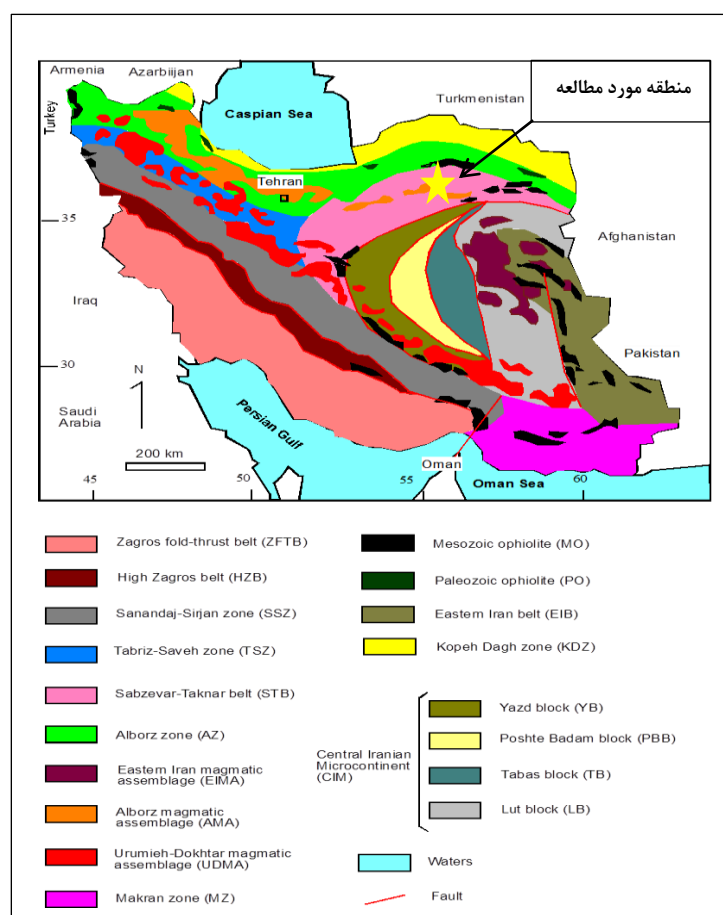 Armenia
Azarbiijan
منطقه مورد مطالعه
Turkmenistan
Turkey
Caspian Sea
Tehran
35
Afghanistan
Iraq
30
N
Pakistan
Saudi
Arabia
Persian Gulf
200 km
Oman
45
50
55
60
Oman Sea
Zagros fold-thrust belt (ZFTB)
High Zagros belt (HZB)
Sanandaj-Sirjan zone (SSZ)
Tabriz-Saveh zone (TSZ)
Sabzevar-Taknar belt (STB)
Alborz zone (AZ)
Eastern Iran magmatic
assemblage (EIMA)
Alborz magmatic
assemblage (AMA)
Urumieh-Dokhtar magmatic
assemblage (UDMA)
Makran zone (MZ)
Mesozoic ophiolite (MO)
Paleozoic ophiolite (PO)
Eastern Iran belt (EIB)
Kopeh Dagh zone (KDZ)
Central Iranian
Microcontinent
(CIM)
Yazd block (YB)
Poshte Badam block (PBB)
Tabas block (TB)
Lut block (LB)
Waters
Fault